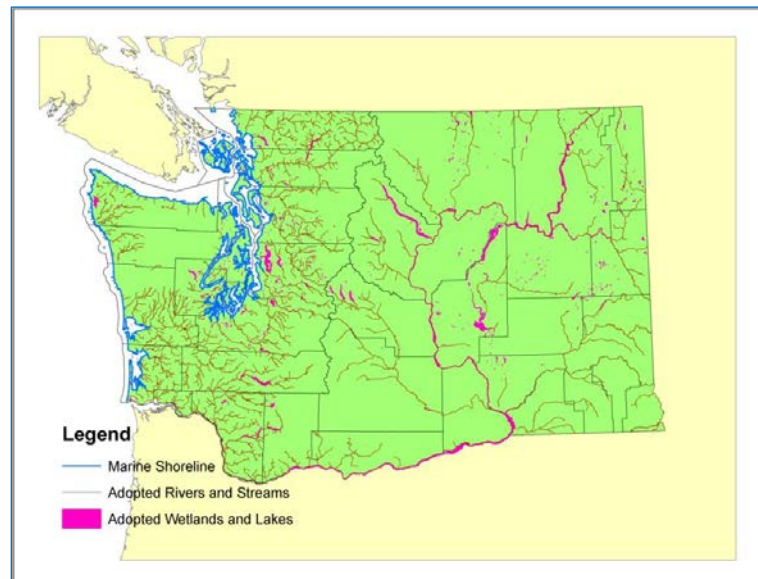 Legend
Marine Shoreline
Adopted Rivers and Streams
Adopted Wetlands and Lakes